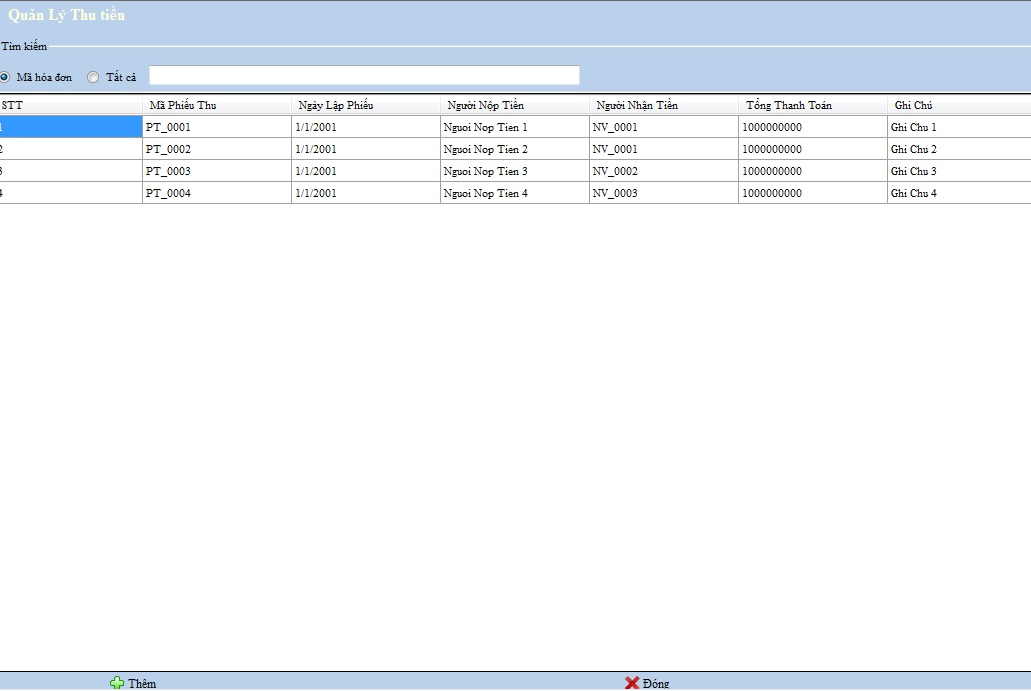 Quản Lý Thu tiền
Tìm kiếm
Mã hóa đơn Tất cả
STT Mã Phiếu Thu Ngày Lập Phiếu Người Nộp Tiền Người Nhận Tiền Tổng Thanh Toán Ghi Chú
1 PT_0001 1/1/2001 Nguoi Nop Tien 1 NV_0001 1000000000 Ghi Chu 1
2 PT_0002 1/1/2001 Nguoi Nop Tien 2 NV_0001 1000000000 Ghi Chu 2
3 PT_0003 1/1/2001 Nguoi Nop Tien 3 NV_0002 1000000000 Ghi Chu 3
4 PT_0004 1/1/2001 Nguoi Nop Tien 4 NV_0003 1000000000 Ghi Chu 4
Thêm Đóng